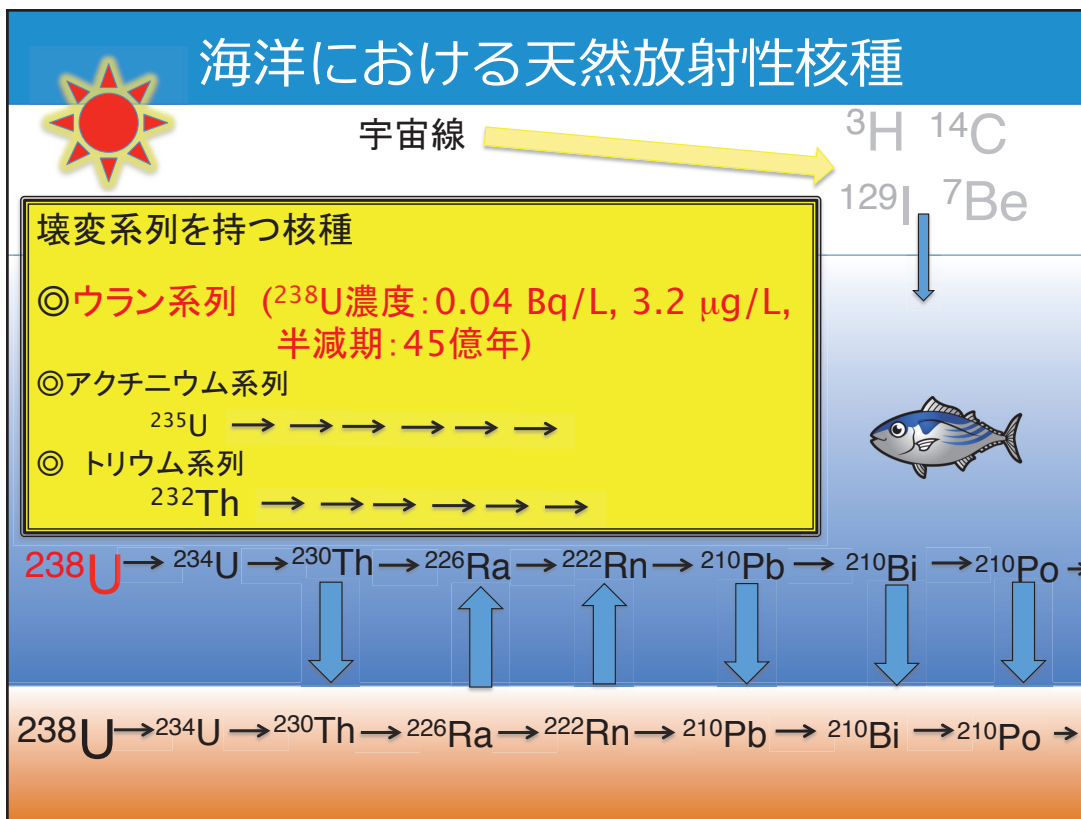 海洋における天然放射性核種
宇宙線
³H ¹⁴C
¹²⁹I ⁷Be
壊変系列を持つ核種
◎ウラン系列 (²³⁸U濃度:0.04 Bq/L, 3.2 μg/L,
半減期:45億年)
◎アクチニウム系列
²³⁵U → → → → → →
◎ トリウム系列
²³²Th → → → → → →
²³⁸U → ²³⁴U → ²³⁰Th → ²²⁶Ra → ²²²Rn → ²¹⁰Pb → ²¹⁰Bi → ²¹⁰Po →
²³⁸U → ²³⁴U → ²³⁰Th → ²²⁶Ra → ²²²Rn → ²¹⁰Pb → ²¹⁰Bi → ²¹⁰Po →